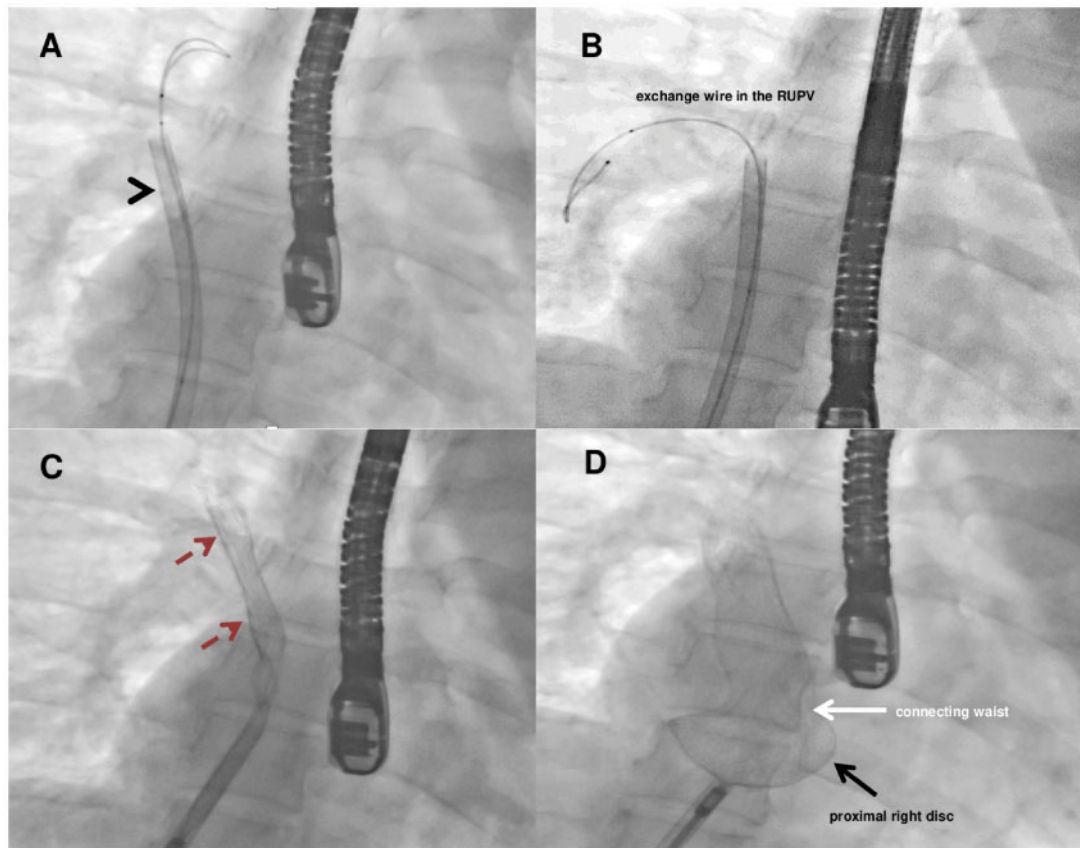 A
B
exchange wire in the RUPV
C
D
connecting waist
proximal right disc